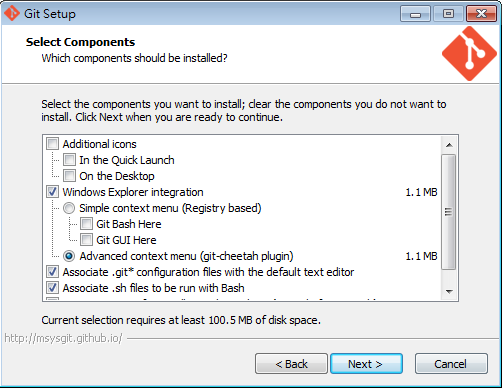 Git Setup
Select Components
Which components should be installed?
Select the components you want to install; clear the components you do not want to
install. Click Next when you are ready to continue.
Additional icons
In the Quick Launch
On the Desktop
Windows Explorer integration 1.1 MB
Simple context menu (Registry based)
Git Bash Here
Git GUI Here
Advanced context menu (git-cheetah plugin) 1.1 MB
Associate .git* configuration files with the default text editor
Associate .sh files to be run with Bash
Current selection requires at least 100.5 MB of disk space.
http://msysgit.github.io/
< Back
Next >
Cancel